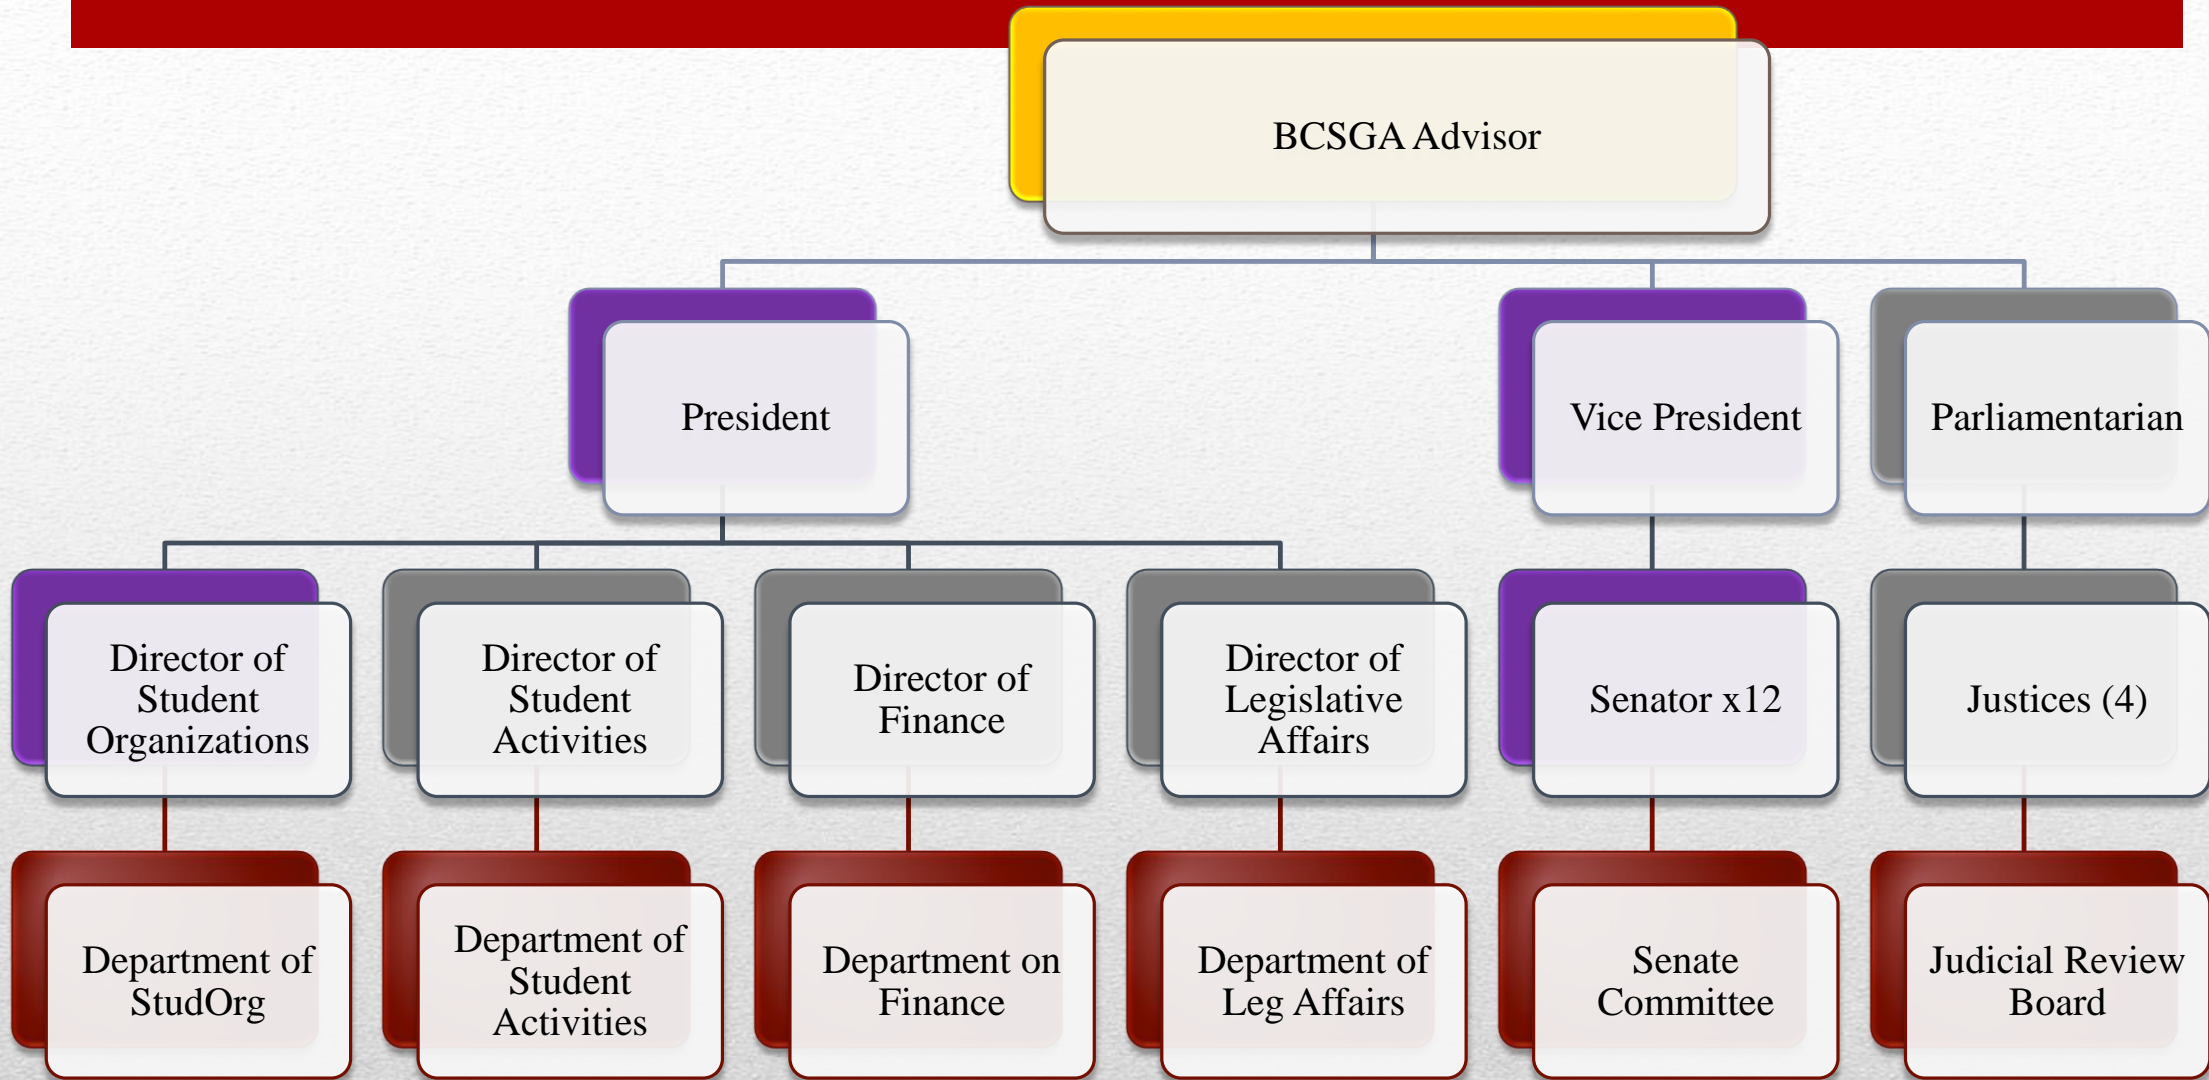 BCSGA Advisor
President
Vice President
Parliamentarian
Director of
Student
Organizations
Director of
Student
Activities
Director of
Finance
Director of
Legislative
Affairs
Senator x12
Justices (4)
Department of
StudOrg
Department of
Student
Activities
Department on
Finance
Department of
Leg Affairs
Senate
Committee
Judicial Review
Board